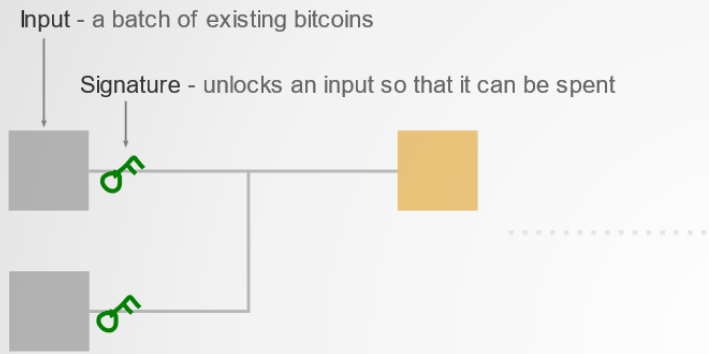 Input - a batch of existing bitcoins
Signature - unlocks an input so that it can be spent